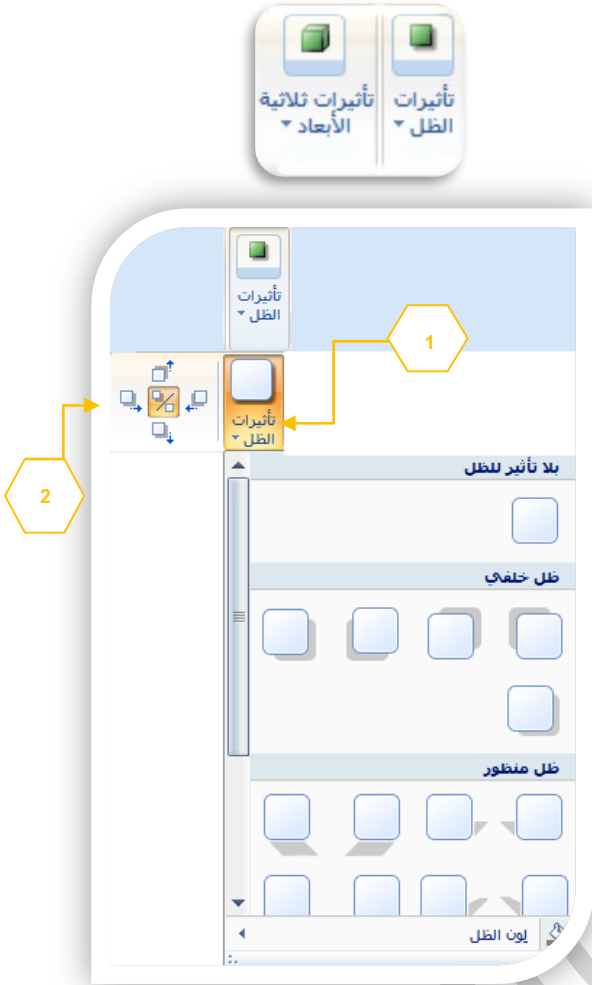 تأثيرات
الظل
تأثيرات ثلاثية
الأبعاد
تأثيرات
الظل
1
تأثيرات
الظل
2
بلا تأثير للظل
ظل خلفي
ظل منظور
لون الظل